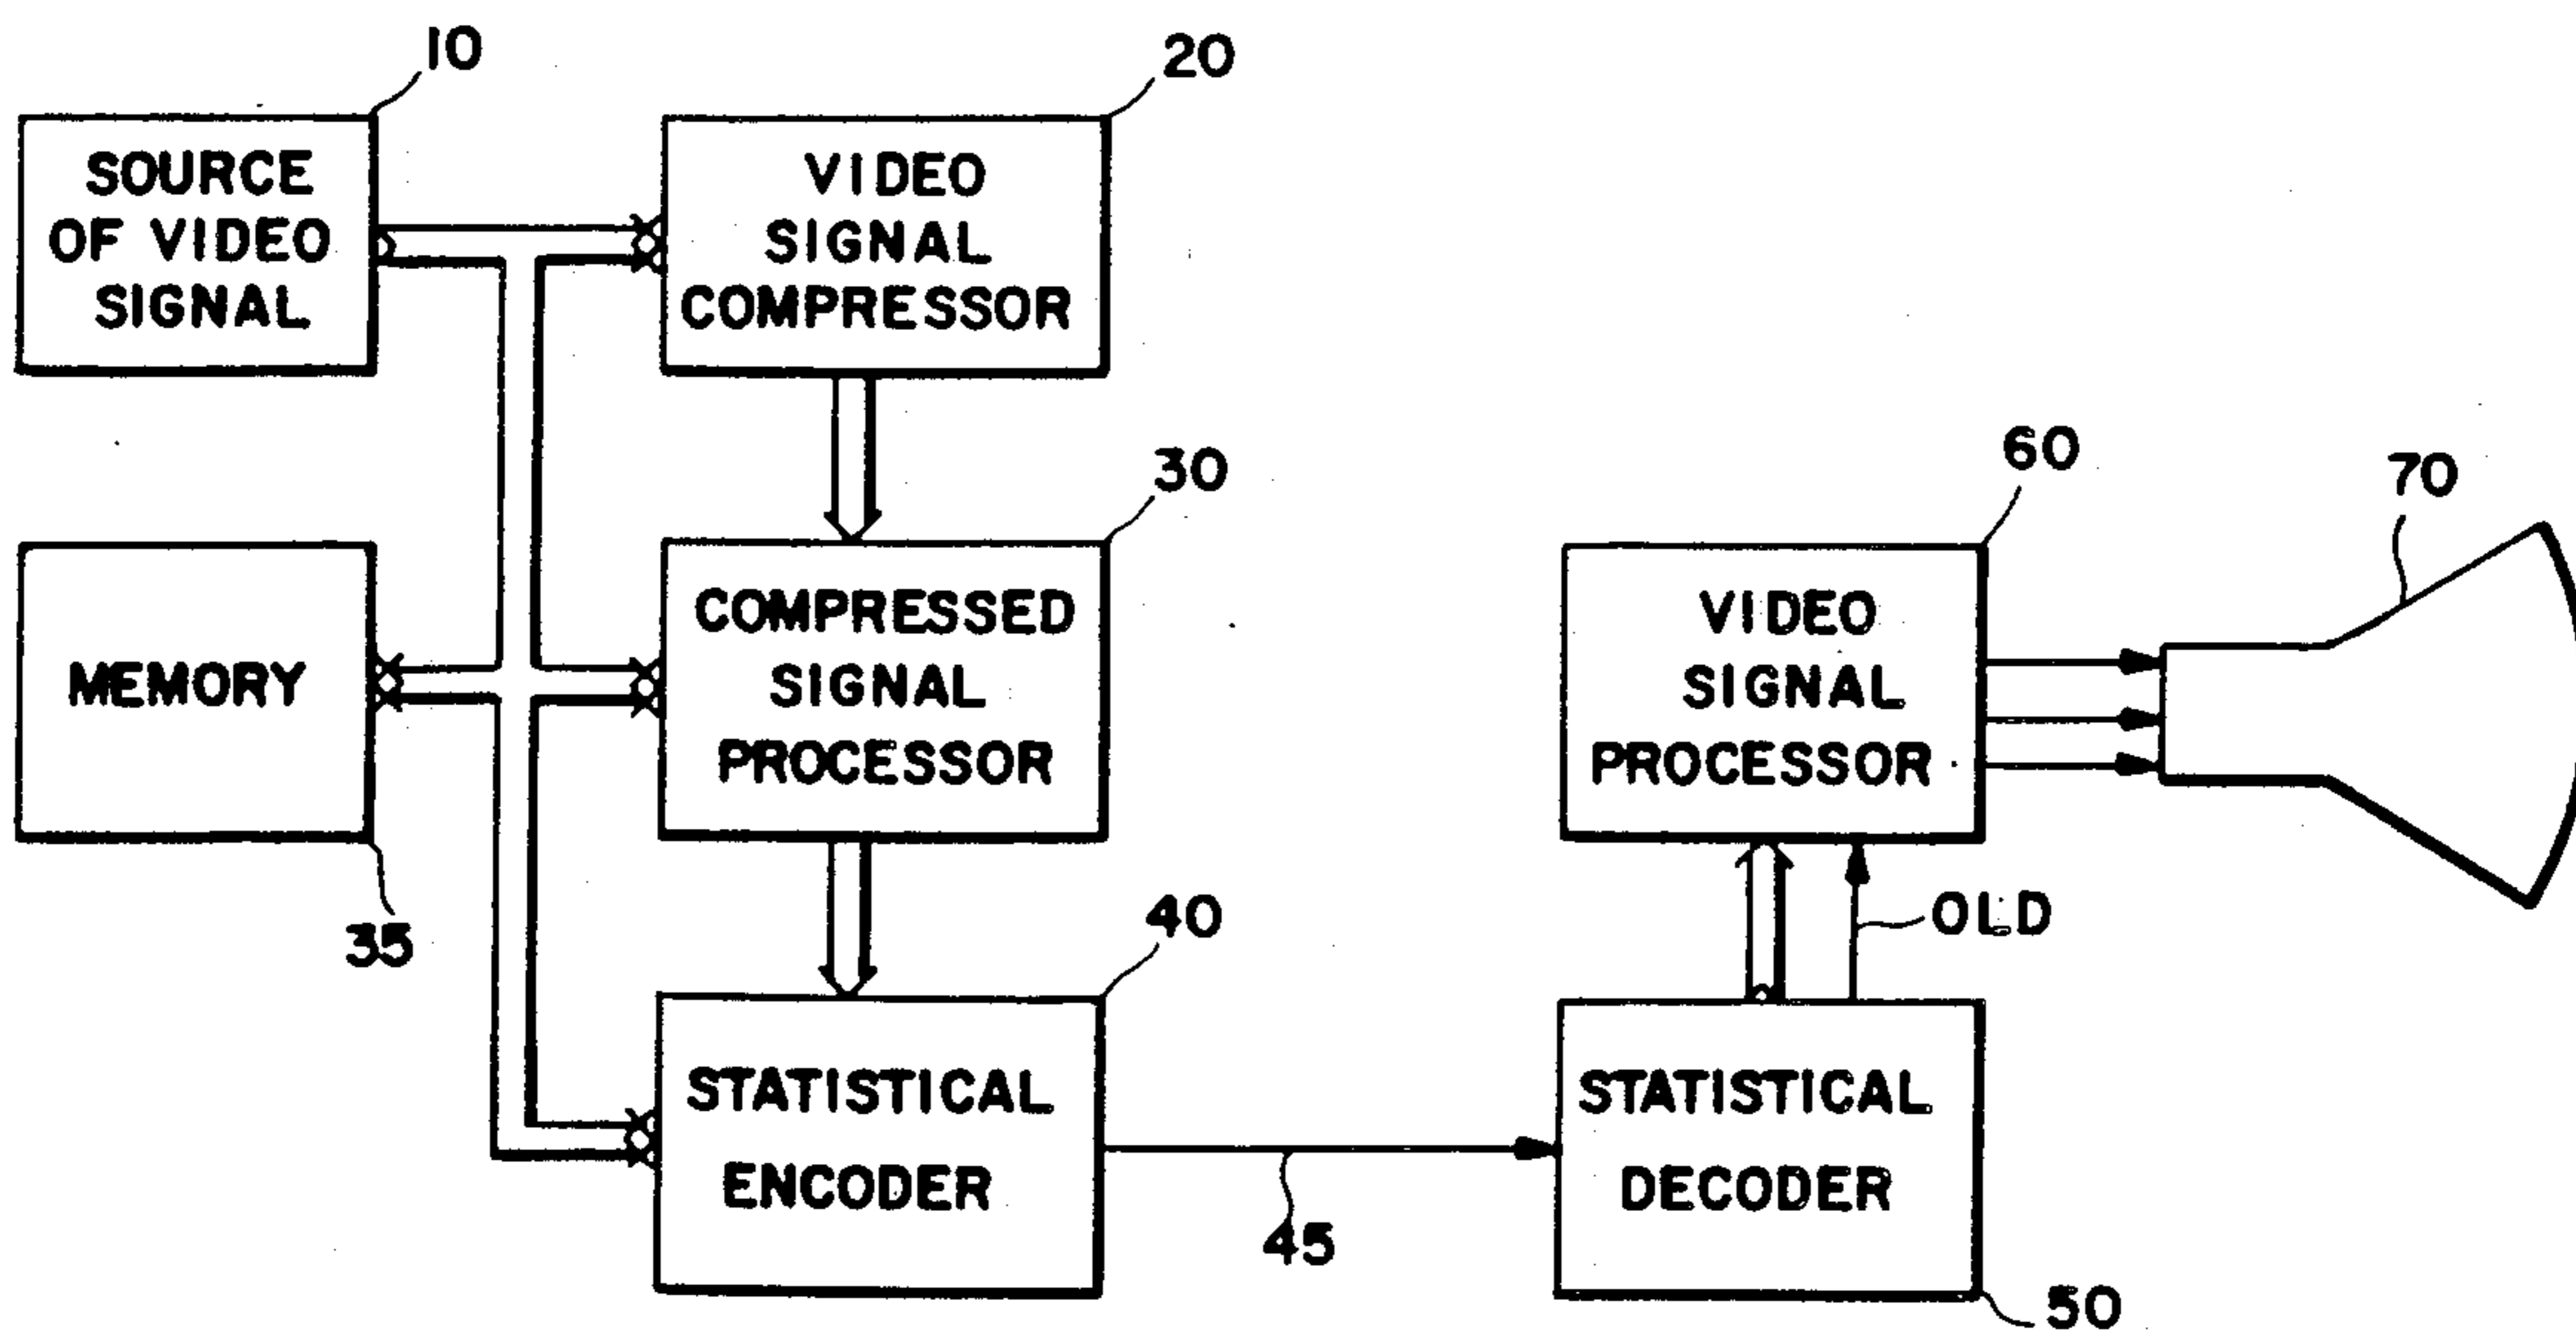 10
SOURCE
OF VIDEO
SIGNAL
20
VIDEO
SIGNAL
COMPRESSOR
30
COMPRESSED
SIGNAL
PROCESSOR
MEMORY
35
40
STATISTICAL
ENCODER
45
60
VIDEO
SIGNAL
PROCESSOR
70
OLD
STATISTICAL
DECODER
50